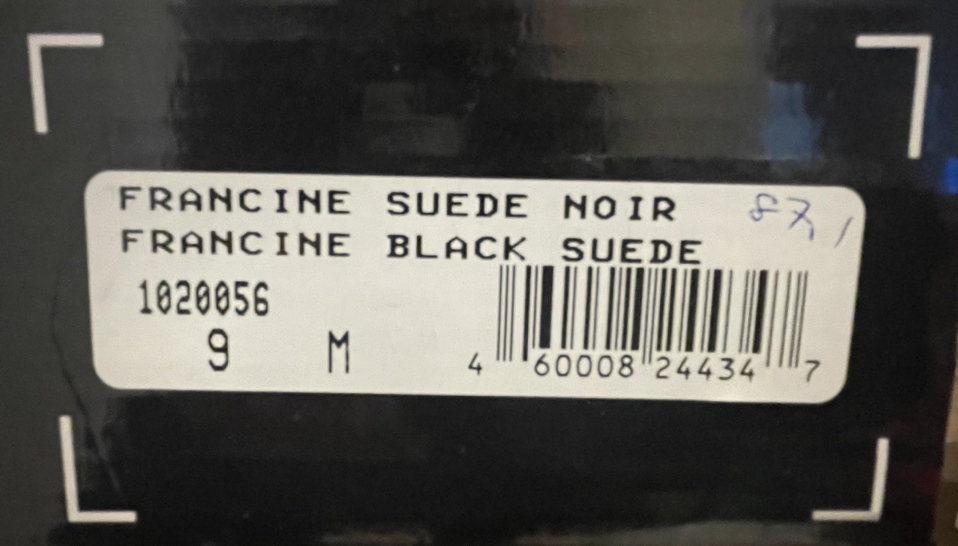 FRANCINE SUEDE NOIR
FRANCINE BLACK SUEDE
1020056
9 M
4 60008 24434 7